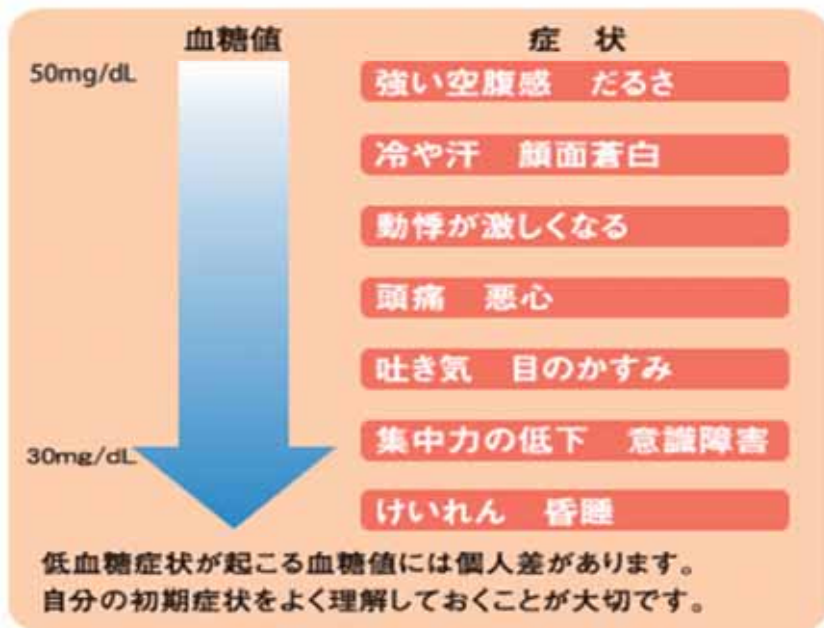 血糖値 症 状
50mg/dL
強い空腹感 だるさ
冷や汗 顔面蒼白
動悸が激しくなる
頭痛 悪心
吐き気 目のかすみ
30mg/dL
集中力の低下 意識障害
けいれん 昏睡
低血糖症状が起こる血糖値には個人差があります。
自分の初期症状をよく理解しておくことが大切です。